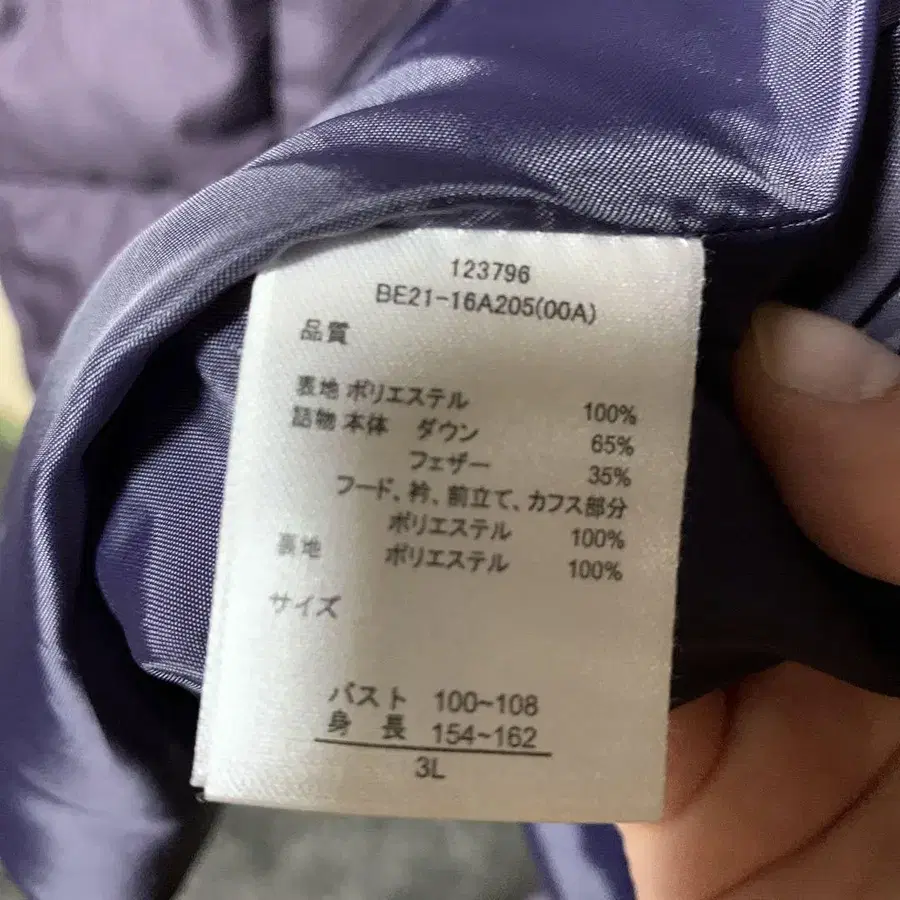 123796
BE21-16A205(00A)
品質
表地 ポリエステル 100%
詰物 本体 ダウン 65%
フェザー 35%
フード、衿、前立て、カフス部分
ポリエステル 100%
裏地 ポリエステル 100%
サイズ
バスト 100~108
身長 154~162
3L